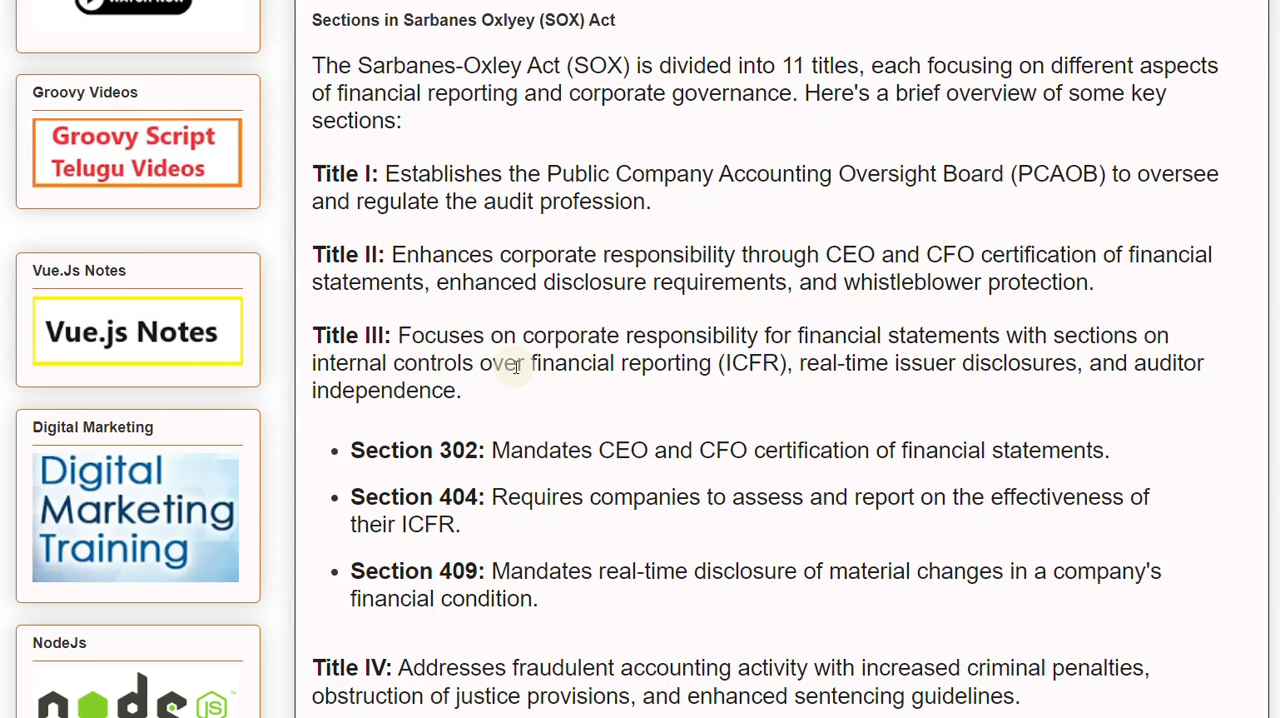 WATCH NOW
Groovy Videos
Groovy Script
Telugu Videos
Vue.Js Notes
Vue.js Notes
Digital Marketing
Digital
Marketing
Training
NodeJs
node
JS
Sections in Sarbanes Oxlyey (SOX) Act
The Sarbanes-Oxley Act (SOX) is divided into 11 titles, each focusing on different aspects
of financial reporting and corporate governance. Here's a brief overview of some key
sections:
Title I: Establishes the Public Company Accounting Oversight Board (PCAOB) to oversee
and regulate the audit profession.
Title II: Enhances corporate responsibility through CEO and CFO certification of financial
statements, enhanced disclosure requirements, and whistleblower protection.
Title III: Focuses on corporate responsibility for financial statements with sections on
internal controls over financial reporting (ICFR), real-time issuer disclosures, and auditor
independence.
• Section 302: Mandates CEO and CFO certification of financial statements.
• Section 404: Requires companies to assess and report on the effectiveness of
their ICFR.
• Section 409: Mandates real-time disclosure of material changes in a company's
financial condition.
Title IV: Addresses fraudulent accounting activity with increased criminal penalties,
obstruction of justice provisions, and enhanced sentencing guidelines.